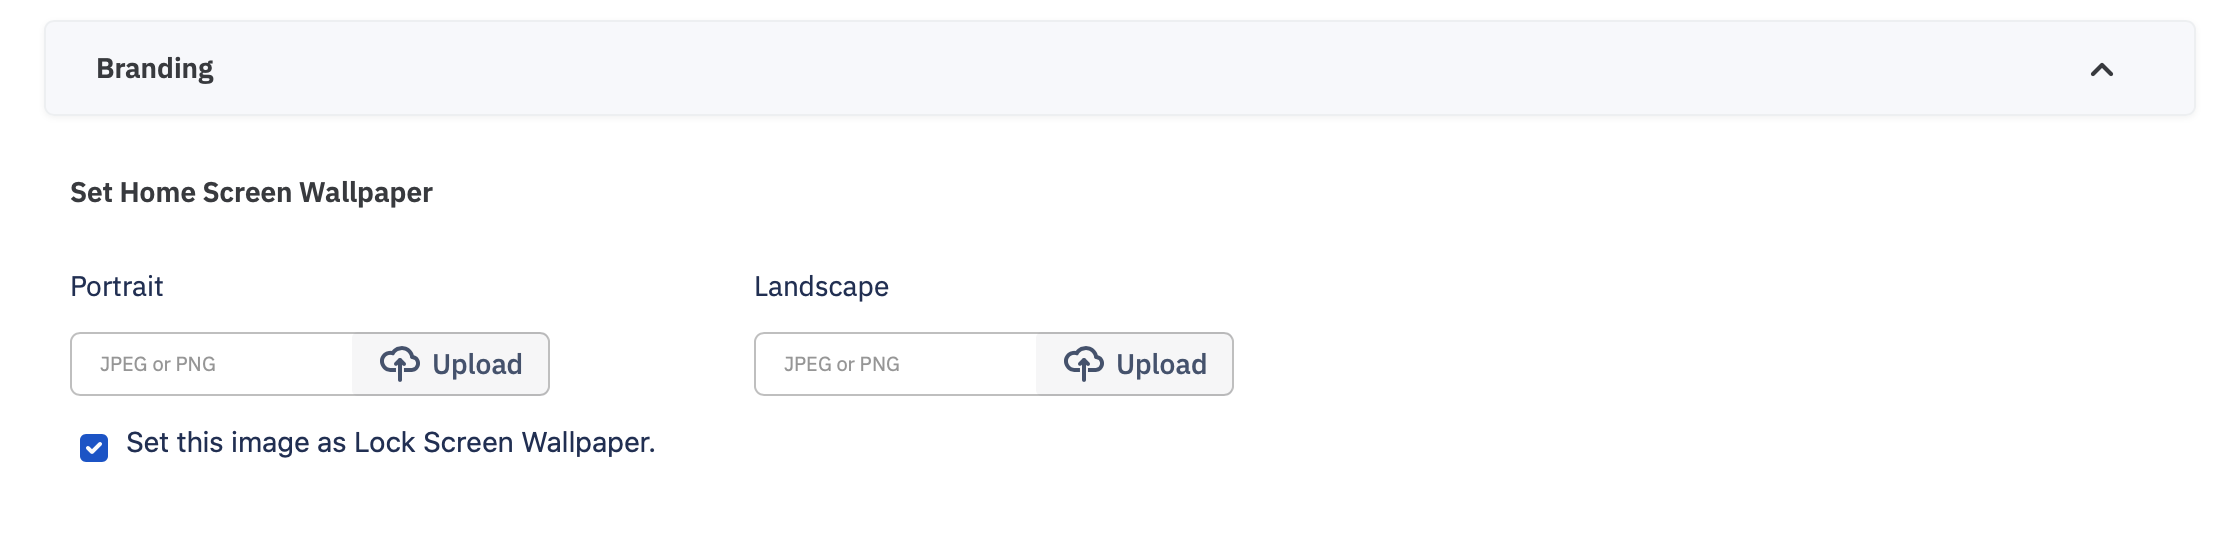 Branding
Set Home Screen Wallpaper
Portrait
Landscape
JPEG or PNG
Upload
JPEG or PNG
Upload
Set this image as Lock Screen Wallpaper.